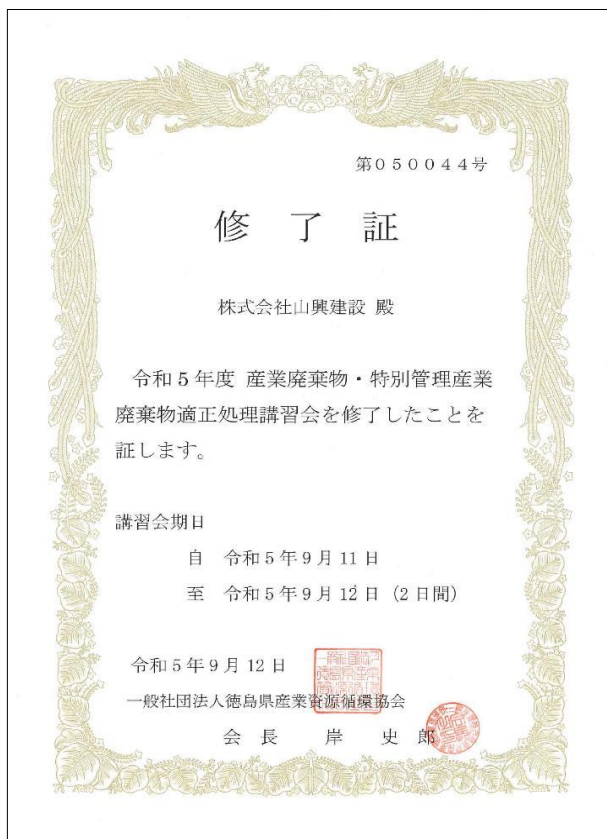 第050044号
修了証
株式会社山興建設 殿
令和5年度 産業廃棄物・特別管理産業
廃棄物適正処理講習会を修了したことを
証します。
講習会期日
自 令和5年9月11日
至 令和5年9月12日（2日間）
令和5年9月12日
一般社団法人徳島県産業資源循環協会
会長 岸 史郎